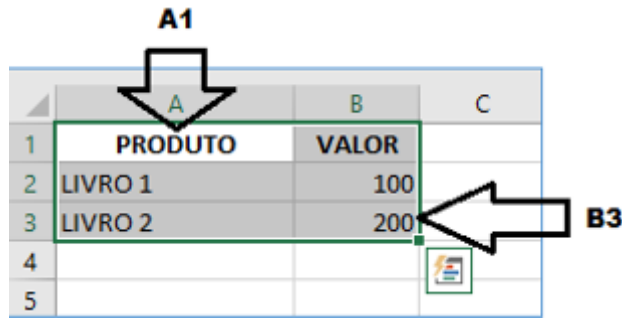 A1
A B C
1 PRODUTO VALOR
2 LIVRO 1 100
3 LIVRO 2 200
B3
4
5